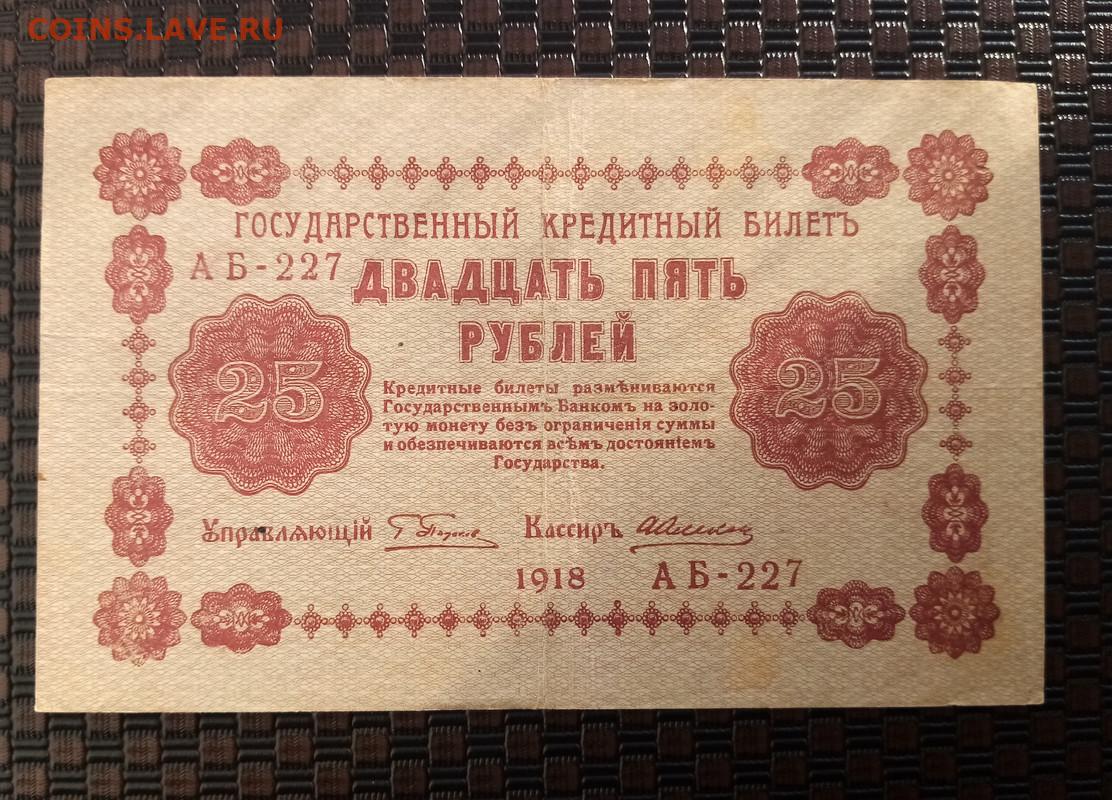 COINS.LAVE.RU
ГОСУДАРСТВЕННЫЙ КРЕДИТНЫЙ БИЛЕТЪ
АБ-227
ДВАДЦАТЬ ПЯТЬ
РУБЛЕЙ
25
25
Кредитные билеты размѣниваются
Государственнымъ Банкомъ на золо-
тую монету безъ ограниченія суммы
и обезпечиваются всѣмъ достояніемъ
Государства.
Управляющій
Кассиръ
1918 АБ-227